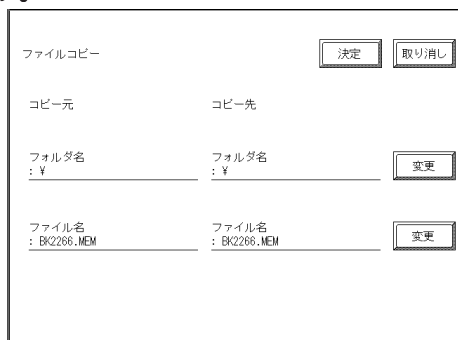 ファイルコピー 決定 取り消し
コピー元 コピー先
フォルダ名 フォルダ名
: ¥ : ¥ 変更
ファイル名 ファイル名
: BK2266.MEM : BK2266.MEM 変更